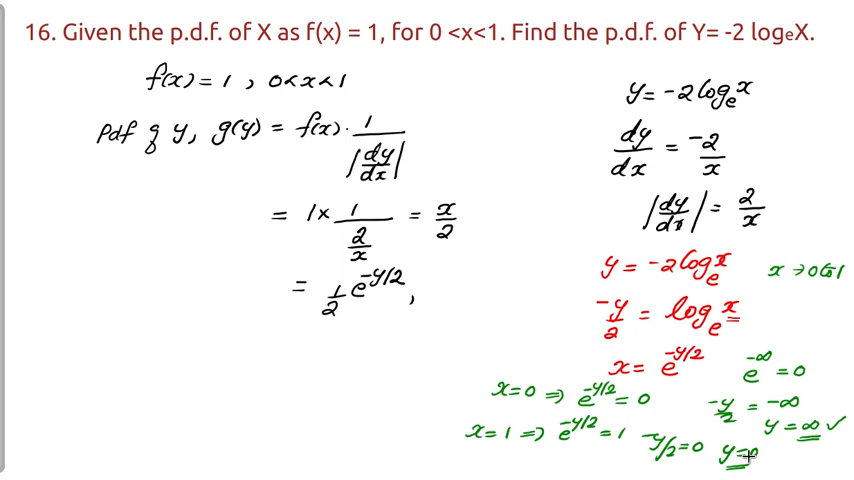 16. Given the p.d.f. of X as f(x) = 1, for 0 <x<1. Find the p.d.f. of Y= -2 logₑX.
f(x) = 1 , 0<x<1
Pdf of y, g(y) = f(x) · 1 / |dy/dx|
= 1 × 1 / (2/x) = x/2
= 1/2 e^(-y/2) ,
y = -2 logₑ x
dy/dx = -2/x
|dy/dx| = 2/x
y = -2 logₑ x
x → 0 to 1
-y/2 = logₑ x
x = e^(-y/2)
e^(-∞) = 0
x=0 ⇒ e^(-y/2) = 0
-y/2 = -∞
y = ∞ ✓
x=1 ⇒ e^(-y/2) = 1
-y/2 = 0
y=0